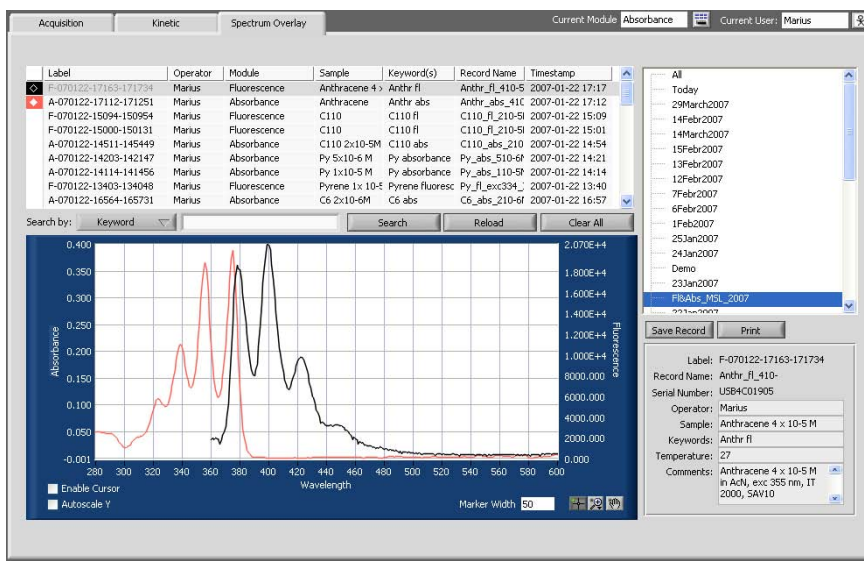 Acquisition Kinetic Spectrum Overlay Current Module Absorbance Current User: Marius
Label Operator Module Sample Keyword(s) Record Name Timestamp
F-070122-17163-171734 Marius Fluorescence Anthracene 4 x Anthr fl Anthr_fl_410-5 2007-01-22 17:17
A-070122-17112-171251 Marius Absorbance Anthracene Anthr abs Anthr_abs_41C 2007-01-22 17:12
F-070122-15094-150954 Marius Fluorescence C110 C110 fl C110_fl_210-5I 2007-01-22 15:09
F-070122-15000-150131 Marius Fluorescence C110 C110 fl C110_fl_210-5I 2007-01-22 15:01
A-070122-14511-145449 Marius Absorbance C110 2x10-5M C110 abs C110_abs_210 2007-01-22 14:54
A-070122-14203-142147 Marius Absorbance Py 5x10-6 M Py absorbance Py_abs_510-6M 2007-01-22 14:21
A-070122-14114-141456 Marius Absorbance Py 1x10-5 M Py absorbance Py_abs_110-5M 2007-01-22 14:14
F-070122-13403-134048 Marius Fluorescence Pyrene 1x 10-5 Pyrene fluoresc Py_fl_exc334_ 2007-01-22 13:40
A-070122-16564-165731 Marius Absorbance C6 2x10-6M C6 abs C6_abs_210-6M 2007-01-22 16:57
Search by: Keyword Search Reload Clear All
All
Today
29March2007
14Febr2007
14March2007
15Febr2007
13Febr2007
12Febr2007
7Febr2007
6Febr2007
1Feb2007
25Jan2007
24Jan2007
Demo
23Jan2007
Fl&Abs_MSL_2007
22Jan2007
0.400
0.350
0.300
0.250
0.200
0.150
0.100
0.050
-0.001
Absorbance
2.070E+4
1.800E+4
1.600E+4
1.400E+4
1.200E+4
1.000E+4
8000.000
6000.000
4000.000
2000.000
0.000
Fluorescence
280 300 320 340 360 380 400 420 440 460 480 500 520 540 560 580 600
Wavelength
Enable Cursor
Autoscale Y
Marker Width 50
Save Record Print
Label: F-070122-17163-171734
Record Name: Anthr_fl_410-
Serial Number: USB4C01905
Operator: Marius
Sample: Anthracene 4 x 10-5 M
Keywords: Anthr fl
Temperature: 27
Comments: Anthracene 4 x 10-5 M
in AcN, exc 355 nm, IT
2000, SAV10